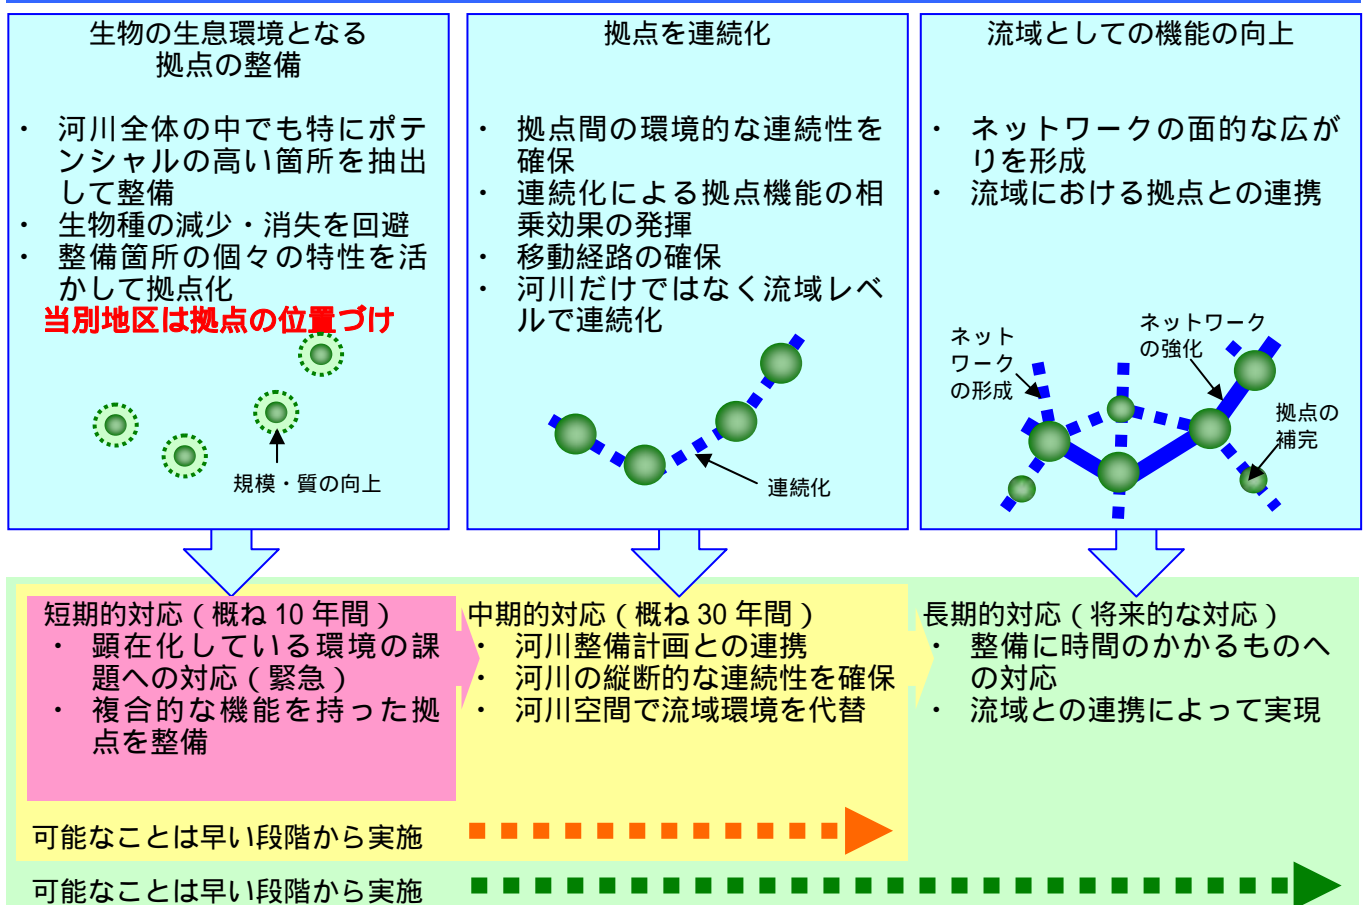 生物の生息環境となる
拠点の整備
・ 河川全体の中でも特にポテ
ンシャルの高い箇所を抽出
して整備
・ 生物種の減少・消失を回避
・ 整備箇所の個々の特性を活
かして拠点化
当別地区は拠点の位置づけ
規模・質の向上
拠点を連続化
・ 拠点間の環境的な連続性を
確保
・ 連続化による拠点機能の相
乗効果の発揮
・ 移動経路の確保
・ 河川だけではなく流域レベ
ルで連続化
連続化
流域としての機能の向上
・ ネットワークの面的な広が
りを形成
・ 流域における拠点との連携
ネット
ワーク
の形成
ネットワーク
の強化
拠点の
補完
短期的対応（概ね 10 年間）
・ 顕在化している環境の課
題への対応（緊急）
・ 複合的な機能を持った拠
点を整備
中期的対応（概ね 30 年間）
・ 河川整備計画との連携
・ 河川の縦断的な連続性を確保
・ 河川空間で流域環境を代替
長期的対応（将来的な対応）
・ 整備に時間のかかるものへ
の対応
・ 流域との連携によって実現
可能なことは早い段階から実施
可能なことは早い段階から実施